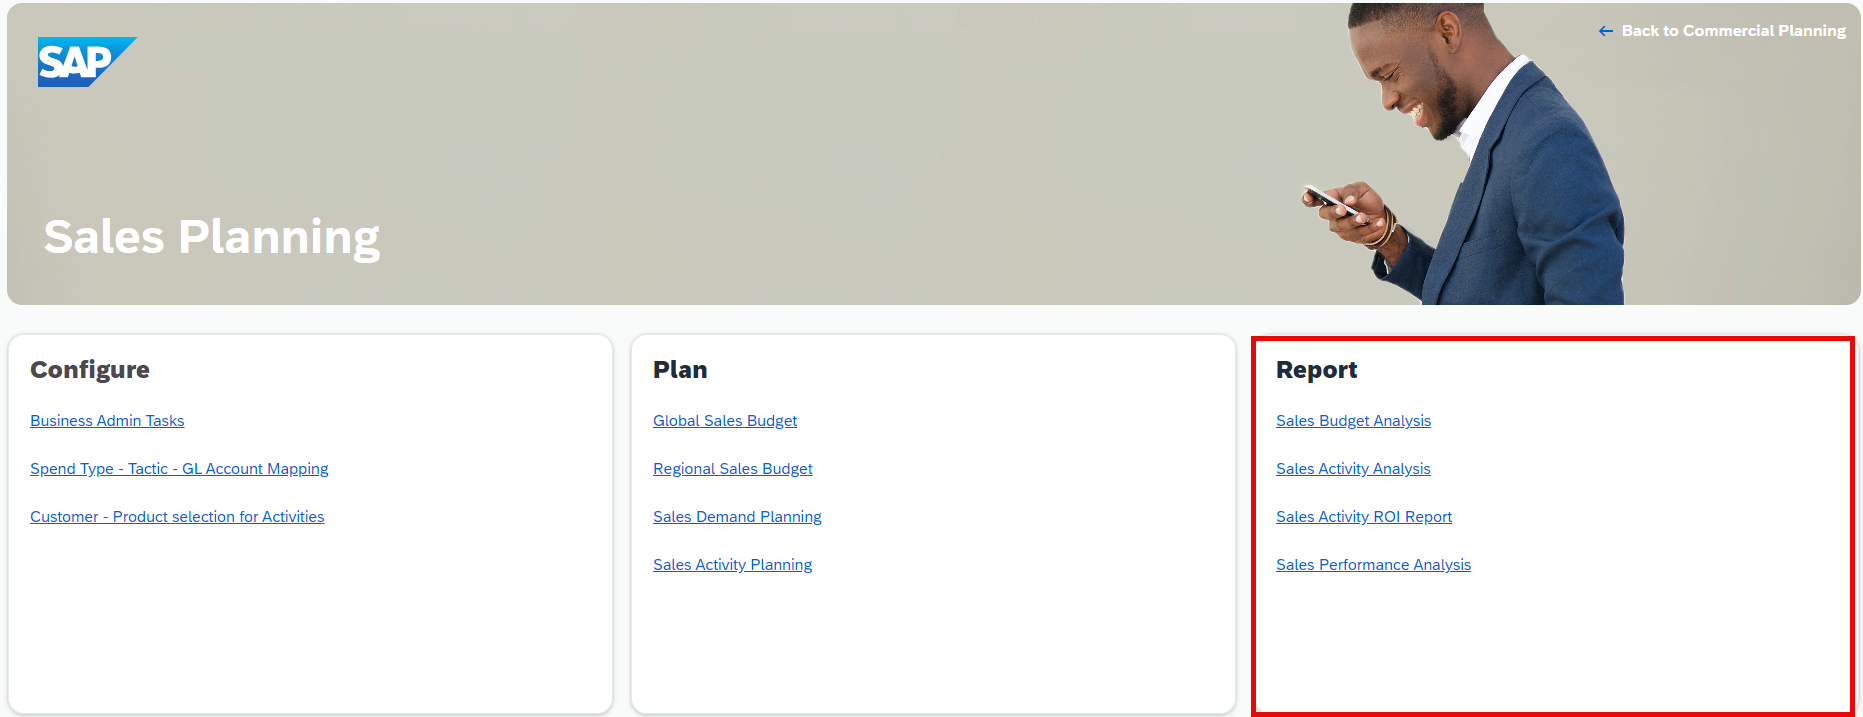 SAP
Back to Commercial Planning
Sales Planning
Configure
Business Admin Tasks
Spend Type - Tactic - GL Account Mapping
Customer - Product selection for Activities
Plan
Global Sales Budget
Regional Sales Budget
Sales Demand Planning
Sales Activity Planning
Report
Sales Budget Analysis
Sales Activity Analysis
Sales Activity ROI Report
Sales Performance Analysis